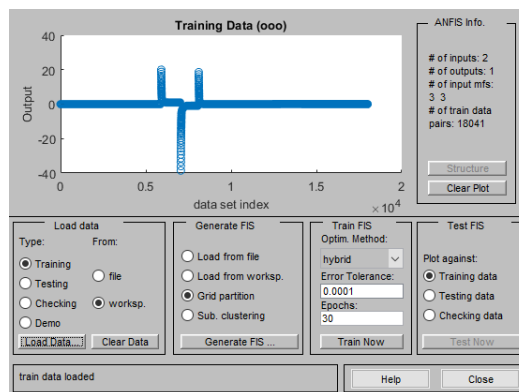 Training Data (ooo)
40
20
0
-20
-40
Output
0
0.5
1
1.5
2
data set index
× 10^4
ANFIS Info.
# of inputs: 2
# of outputs: 1
# of input mfs:
3 3
# of train data
pairs: 18041
Structure
Clear Plot
Load data
Type:
From:
Training
Testing
Checking
Demo
file
worksp.
Load Data...
Clear Data
Generate FIS
Load from file
Load from worksp.
Grid partition
Sub. clustering
Generate FIS ...
Train FIS
Optim. Method:
hybrid
Error Tolerance:
0.0001
Epochs:
30
Train Now
Test FIS
Plot against:
Training data
Testing data
Checking data
Test Now
train data loaded
Help
Close